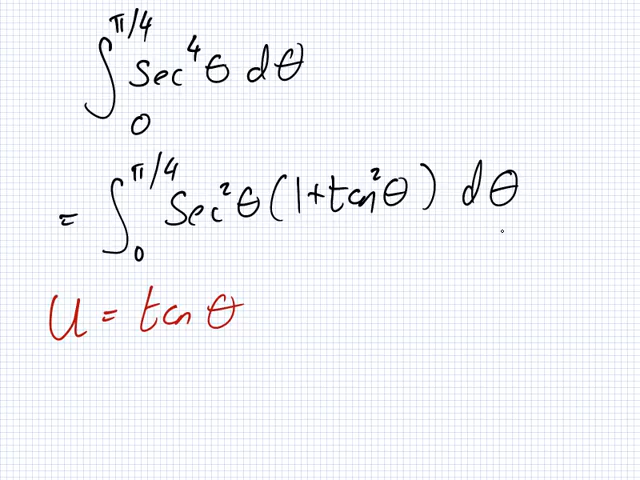 ∫₀^π/4 sec⁴θ dθ
= ∫₀^π/4 sec²θ (1+tan²θ) dθ
u = tan θ